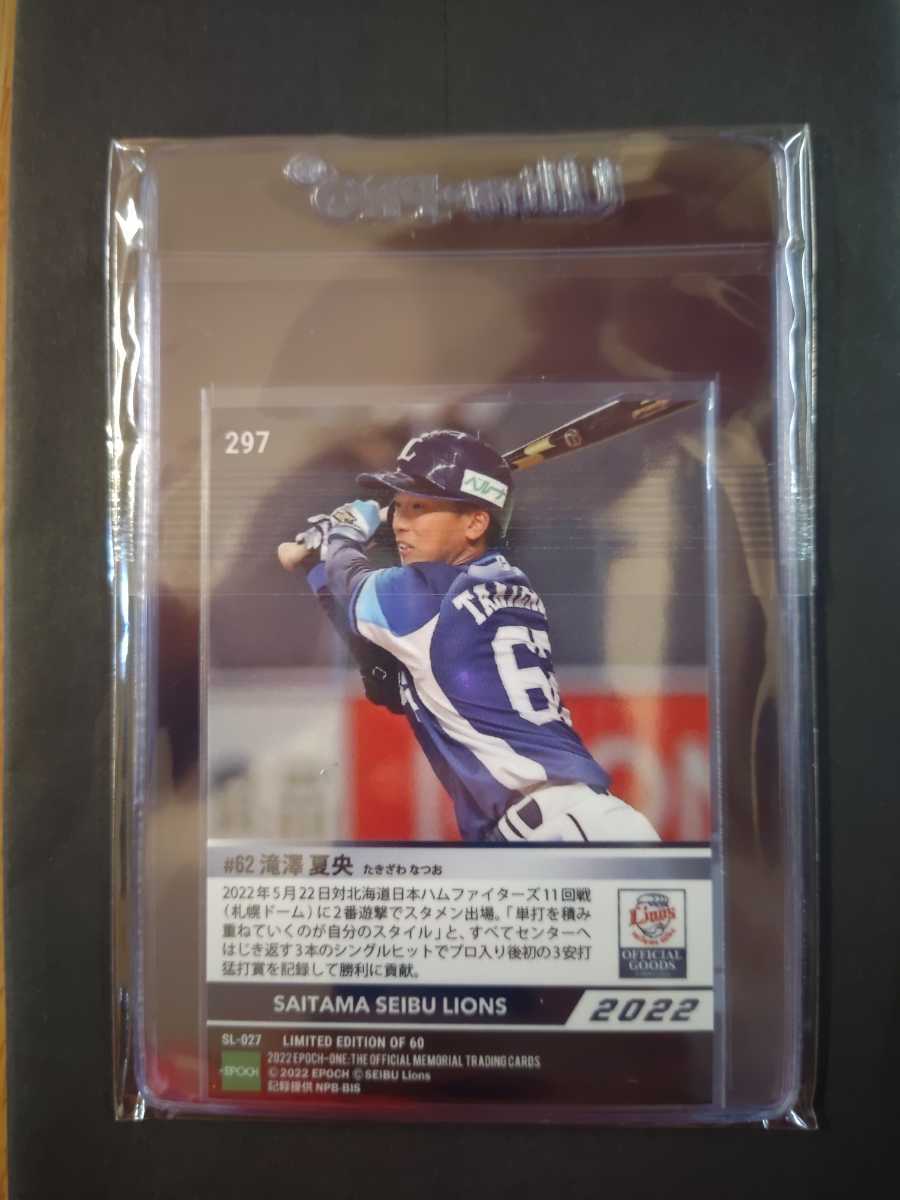 297
L
ベルーナ
62
#62 滝澤 夏央 たきざわ なつお
2022年5月22日対北海道日本ハムファイターズ11回戦
(札幌ドーム)に2番遊撃でスタメン出場。「単打を積み
重ねていくのが自分のスタイル」と、すべてセンターへ
はじき返す3本のシングルヒットでプロ入り後初の3安打
猛打賞を記録して勝利に貢献。
Lions
OFFICIAL
GOODS
SAITAMA SEIBU LIONS 2022
SL-027 LIMITED EDITION OF 60
2022 EPOCH-ONE:THE OFFICIAL MEMORIAL TRADING CARDS
EPOCH ©2022 EPOCH ©SEIBU Lions
記録提供 NPB-BIS